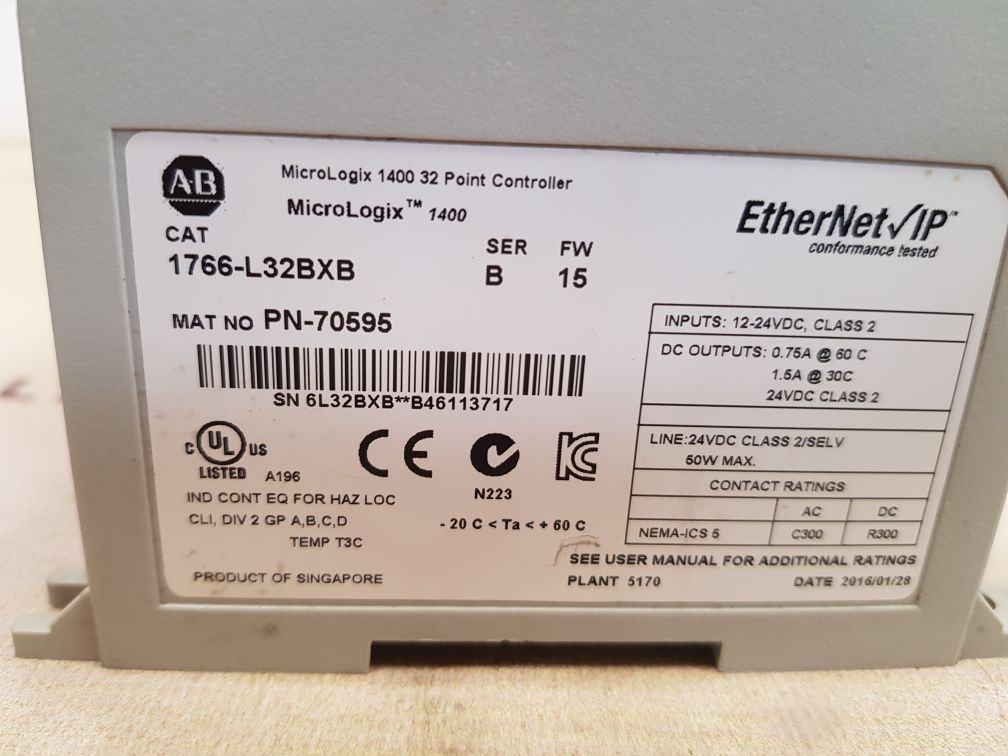 AB
MicroLogix 1400 32 Point Controller
MicroLogix™ 1400
EtherNet/IP™
conformance tested
CAT
1766-L32BXB
SER FW
B 15
MAT NO PN-70595
SN 6L32BXB**B46113717
C UL US
LISTED A196
CE
N223
KC
IND CONT EQ FOR HAZ LOC
CLI, DIV 2 GP A,B,C,D
TEMP T3C
- 20 C < Ta < + 60 C
PRODUCT OF SINGAPORE
INPUTS: 12-24VDC, CLASS 2
DC OUTPUTS: 0.75A @ 60 C
1.5A @ 30C
24VDC CLASS 2
LINE:24VDC CLASS 2/SELV
50W MAX.
CONTACT RATINGS
AC DC
NEMA-ICS 5 C300 R300
SEE USER MANUAL FOR ADDITIONAL RATINGS
PLANT 5170 DATE 2016/01/28